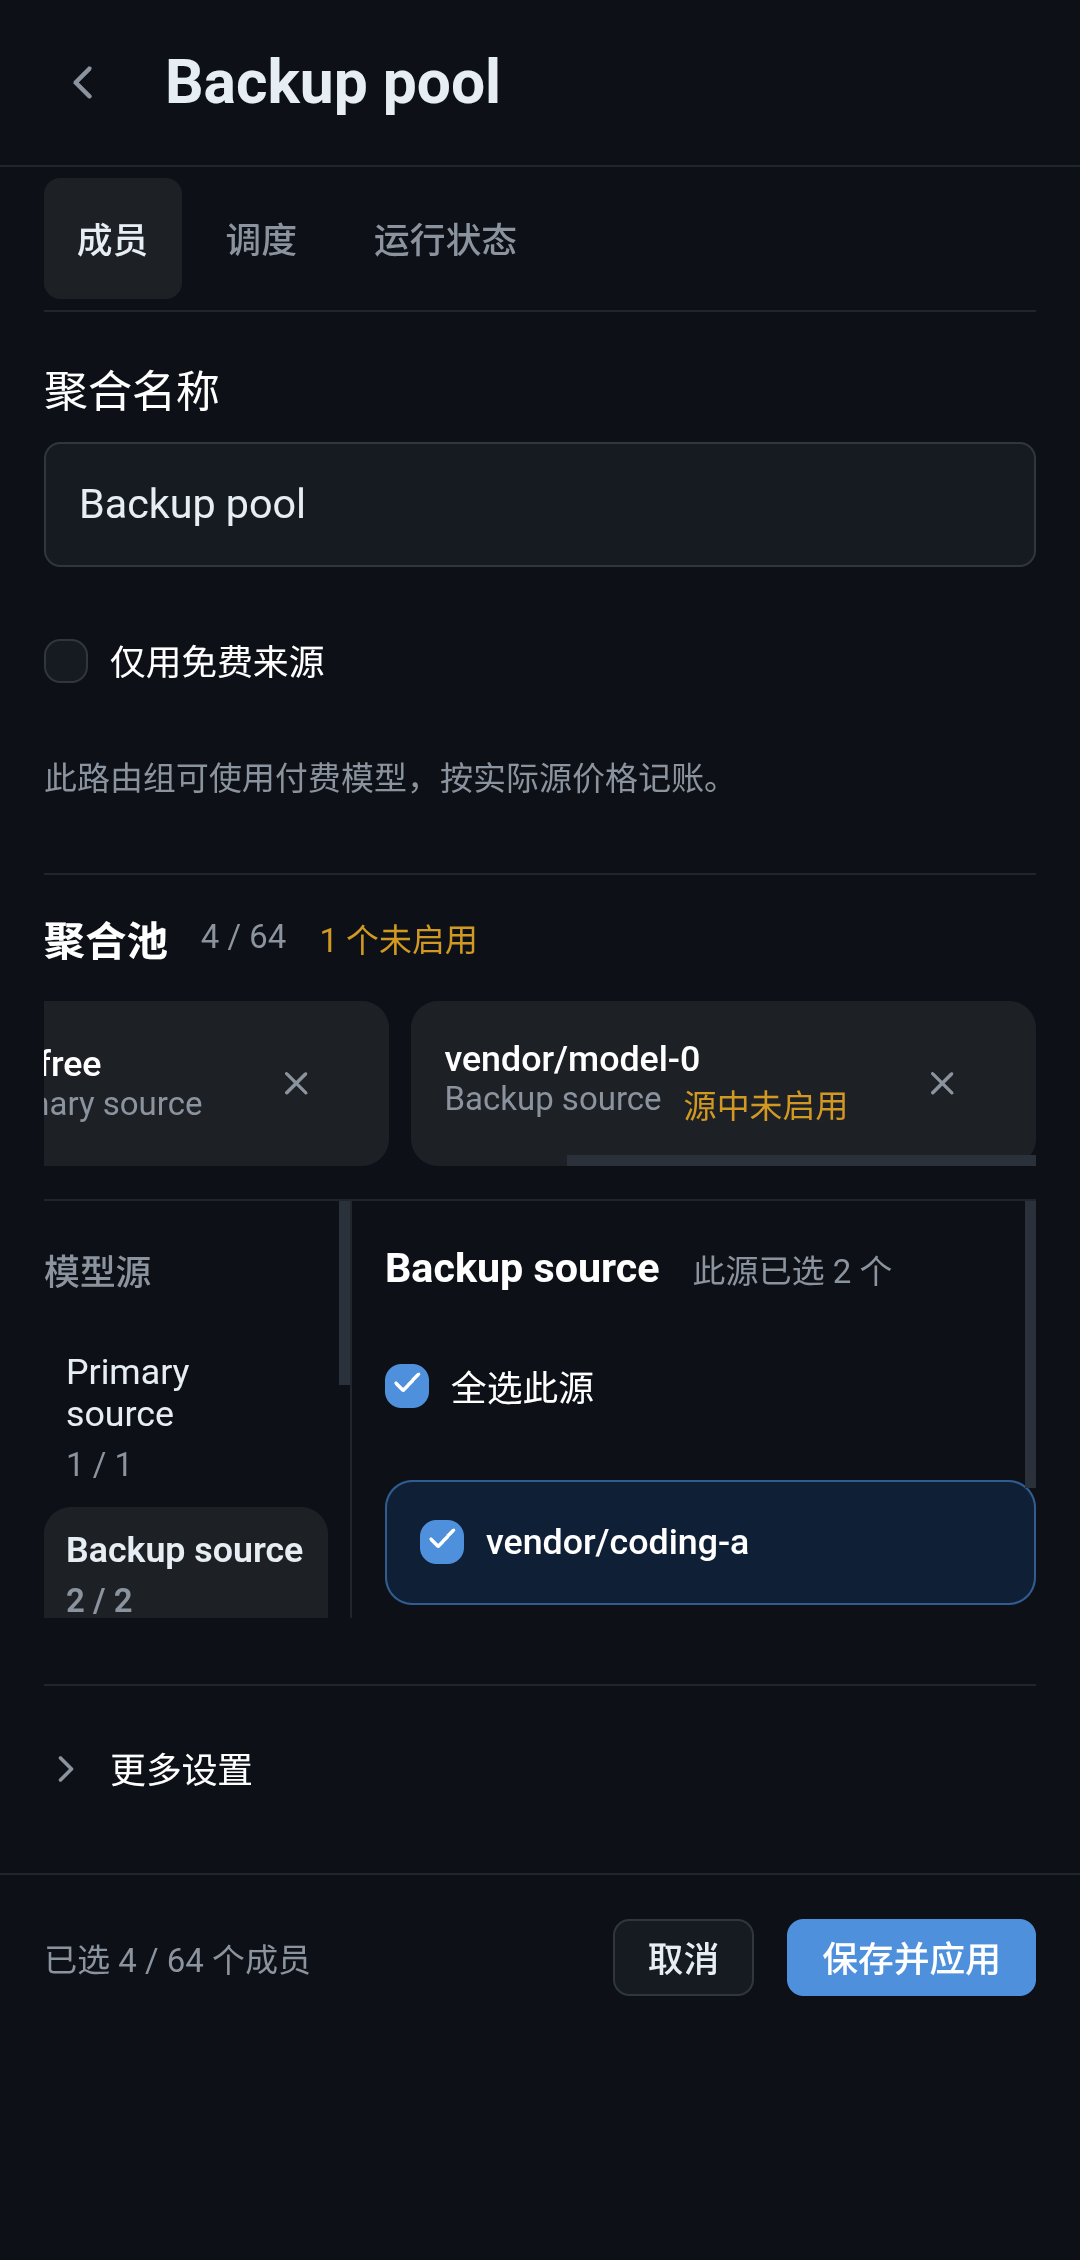 Backup pool
成员 调度 运行状态
聚合名称
Backup pool
仅用免费来源
此路由组可使用付费模型，按实际源价格记账。
聚合池 4 / 64 1 个未启用
free
ary source
vendor/model-0
Backup source 源中未启用
模型源
Primary
source
1 / 1
Backup source
2 / 2
Backup source 此源已选 2 个
全选此源
vendor/coding-a
更多设置
已选 4 / 64 个成员
取消 保存并应用